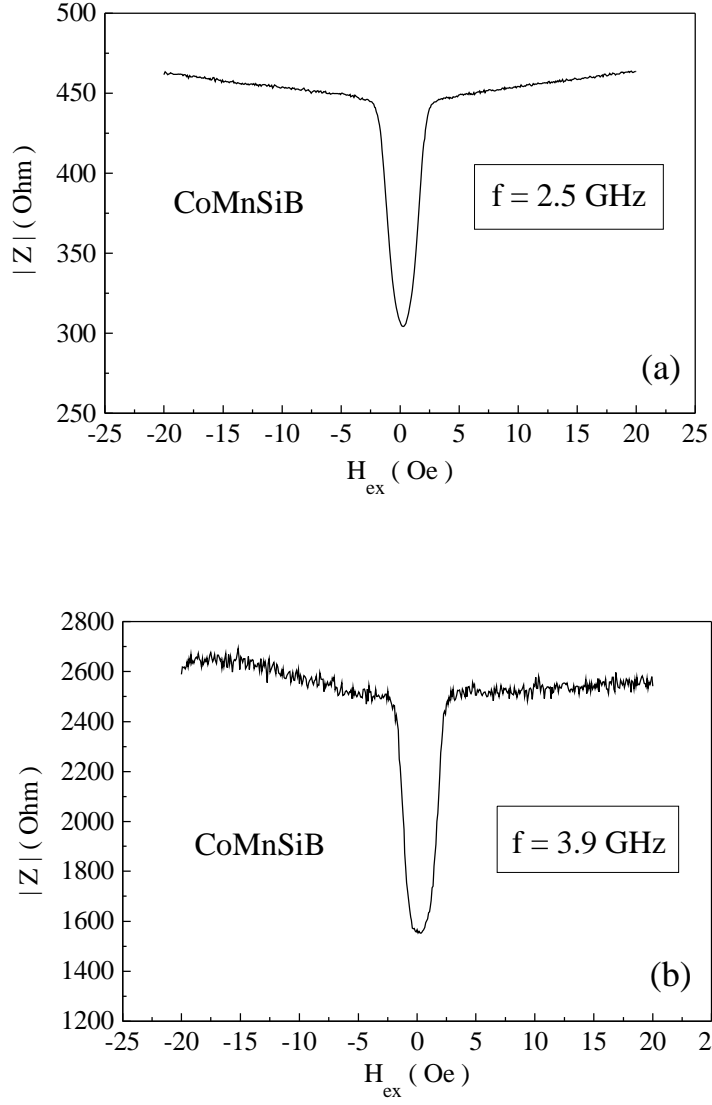 500
450
400
350
300
250
| Z | ( Ohm )
CoMnSiB
f = 2.5 GHz
(a)
-25 -20 -15 -10 -5 0 5 10 15 20 25
H_ex ( Oe )
2800
2600
2400
2200
2000
1800
1600
1400
1200
| Z | ( Ohm )
CoMnSiB
f = 3.9 GHz
(b)
-25 -20 -15 -10 -5 0 5 10 15 20 2
H_ex ( Oe )